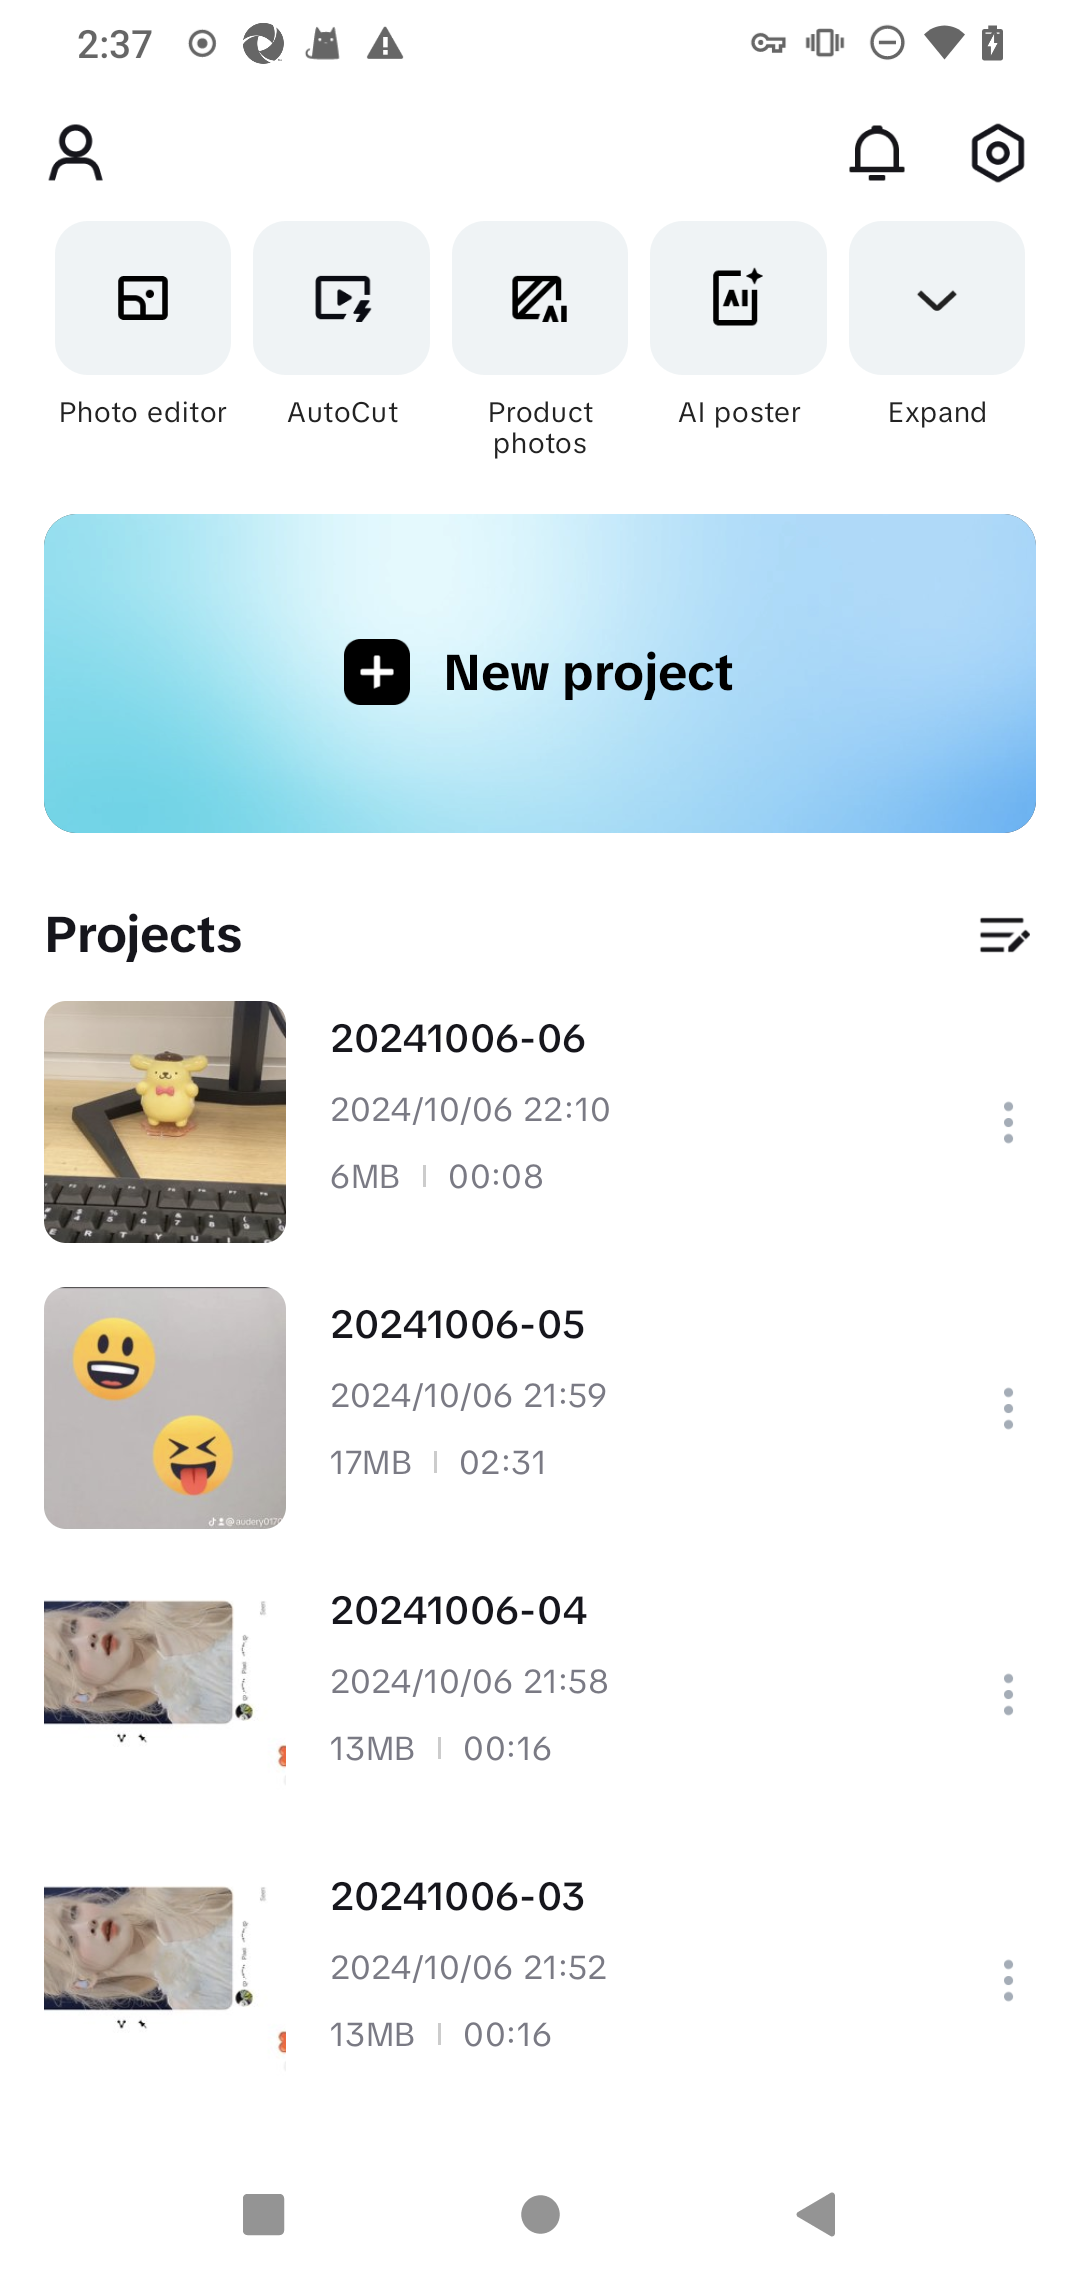 2:37
Photo editor
AutoCut
Product
photos
AI poster
Expand
New project
Projects
20241006-06
2024/10/06 22:10
6MB
00:08
20241006-05
2024/10/06 21:59
17MB
02:31
20241006-04
2024/10/06 21:58
13MB
00:16
20241006-03
2024/10/06 21:52
13MB
00:16